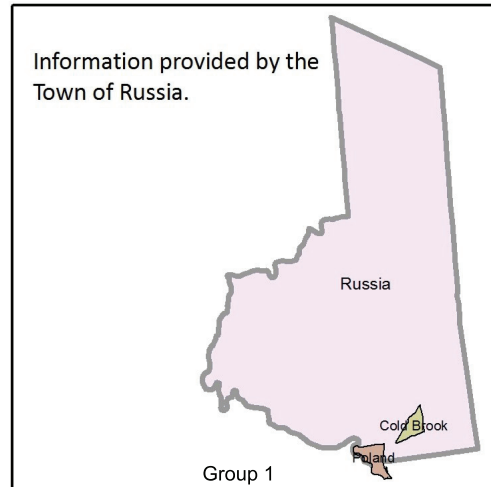 Information provided by the
Town of Russia.
Russia
Cold Brook
Poland
Group 1